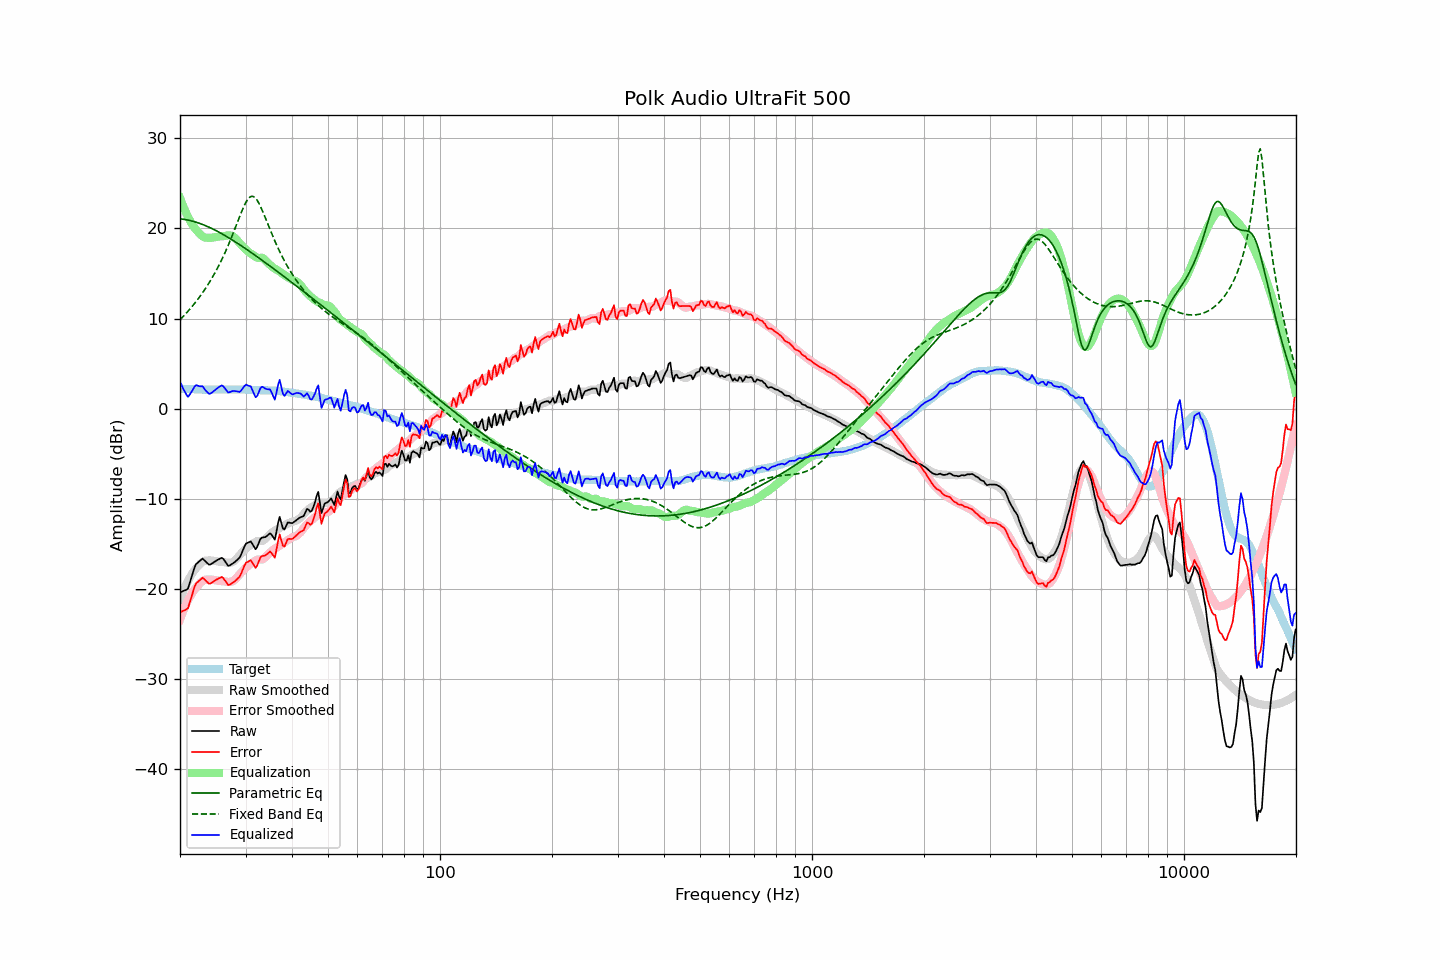 Polk Audio UltraFit 500
30
20
10
0
−10
−20
−30
−40
Amplitude (dBr)
Target
Raw Smoothed
Error Smoothed
Raw
Error
Equalization
Parametric Eq
Fixed Band Eq
Equalized
100
1000
10000
Frequency (Hz)